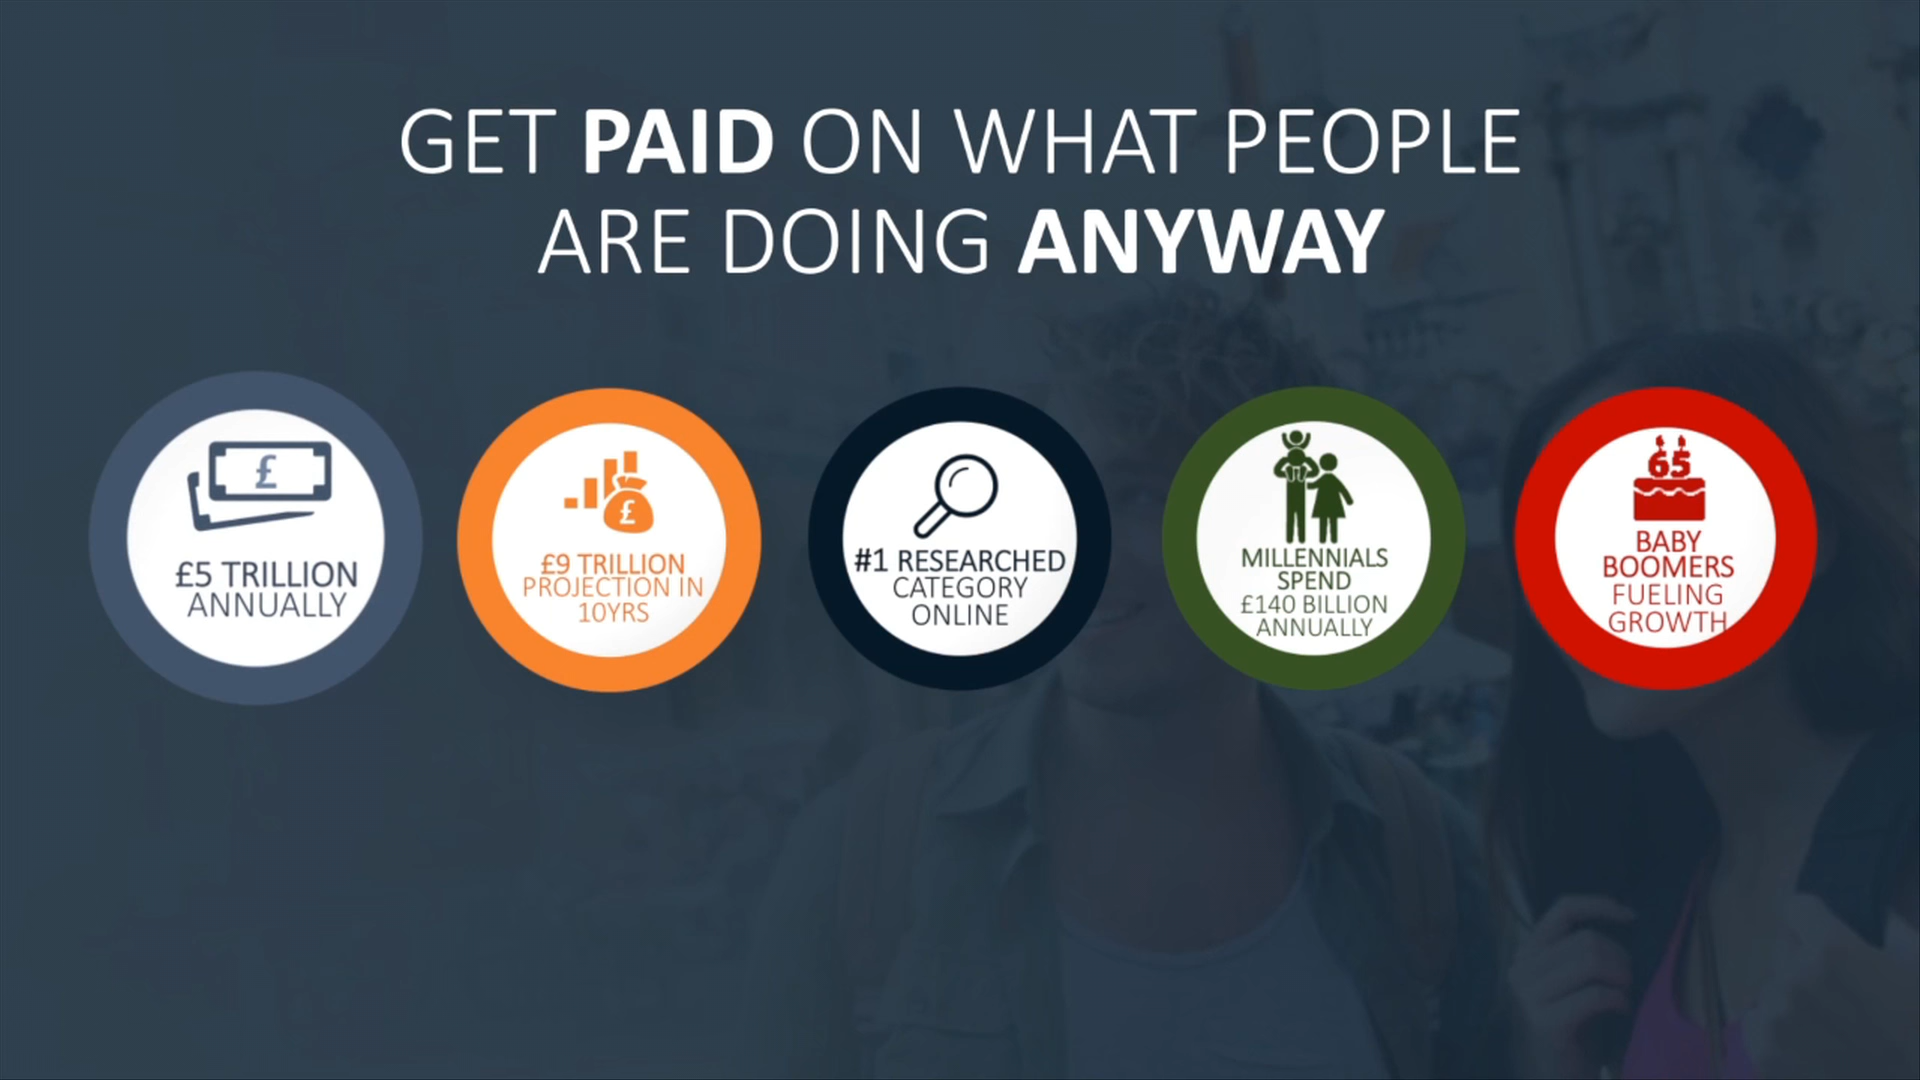 GET PAID ON WHAT PEOPLE
ARE DOING ANYWAY
£
£5 TRILLION
ANNUALLY
£
£9 TRILLION
PROJECTION IN
10YRS
#1 RESEARCHED
CATEGORY
ONLINE
MILLENNIALS
SPEND
£140 BILLION
ANNUALLY
65
BABY
BOOMERS
FUELING
GROWTH